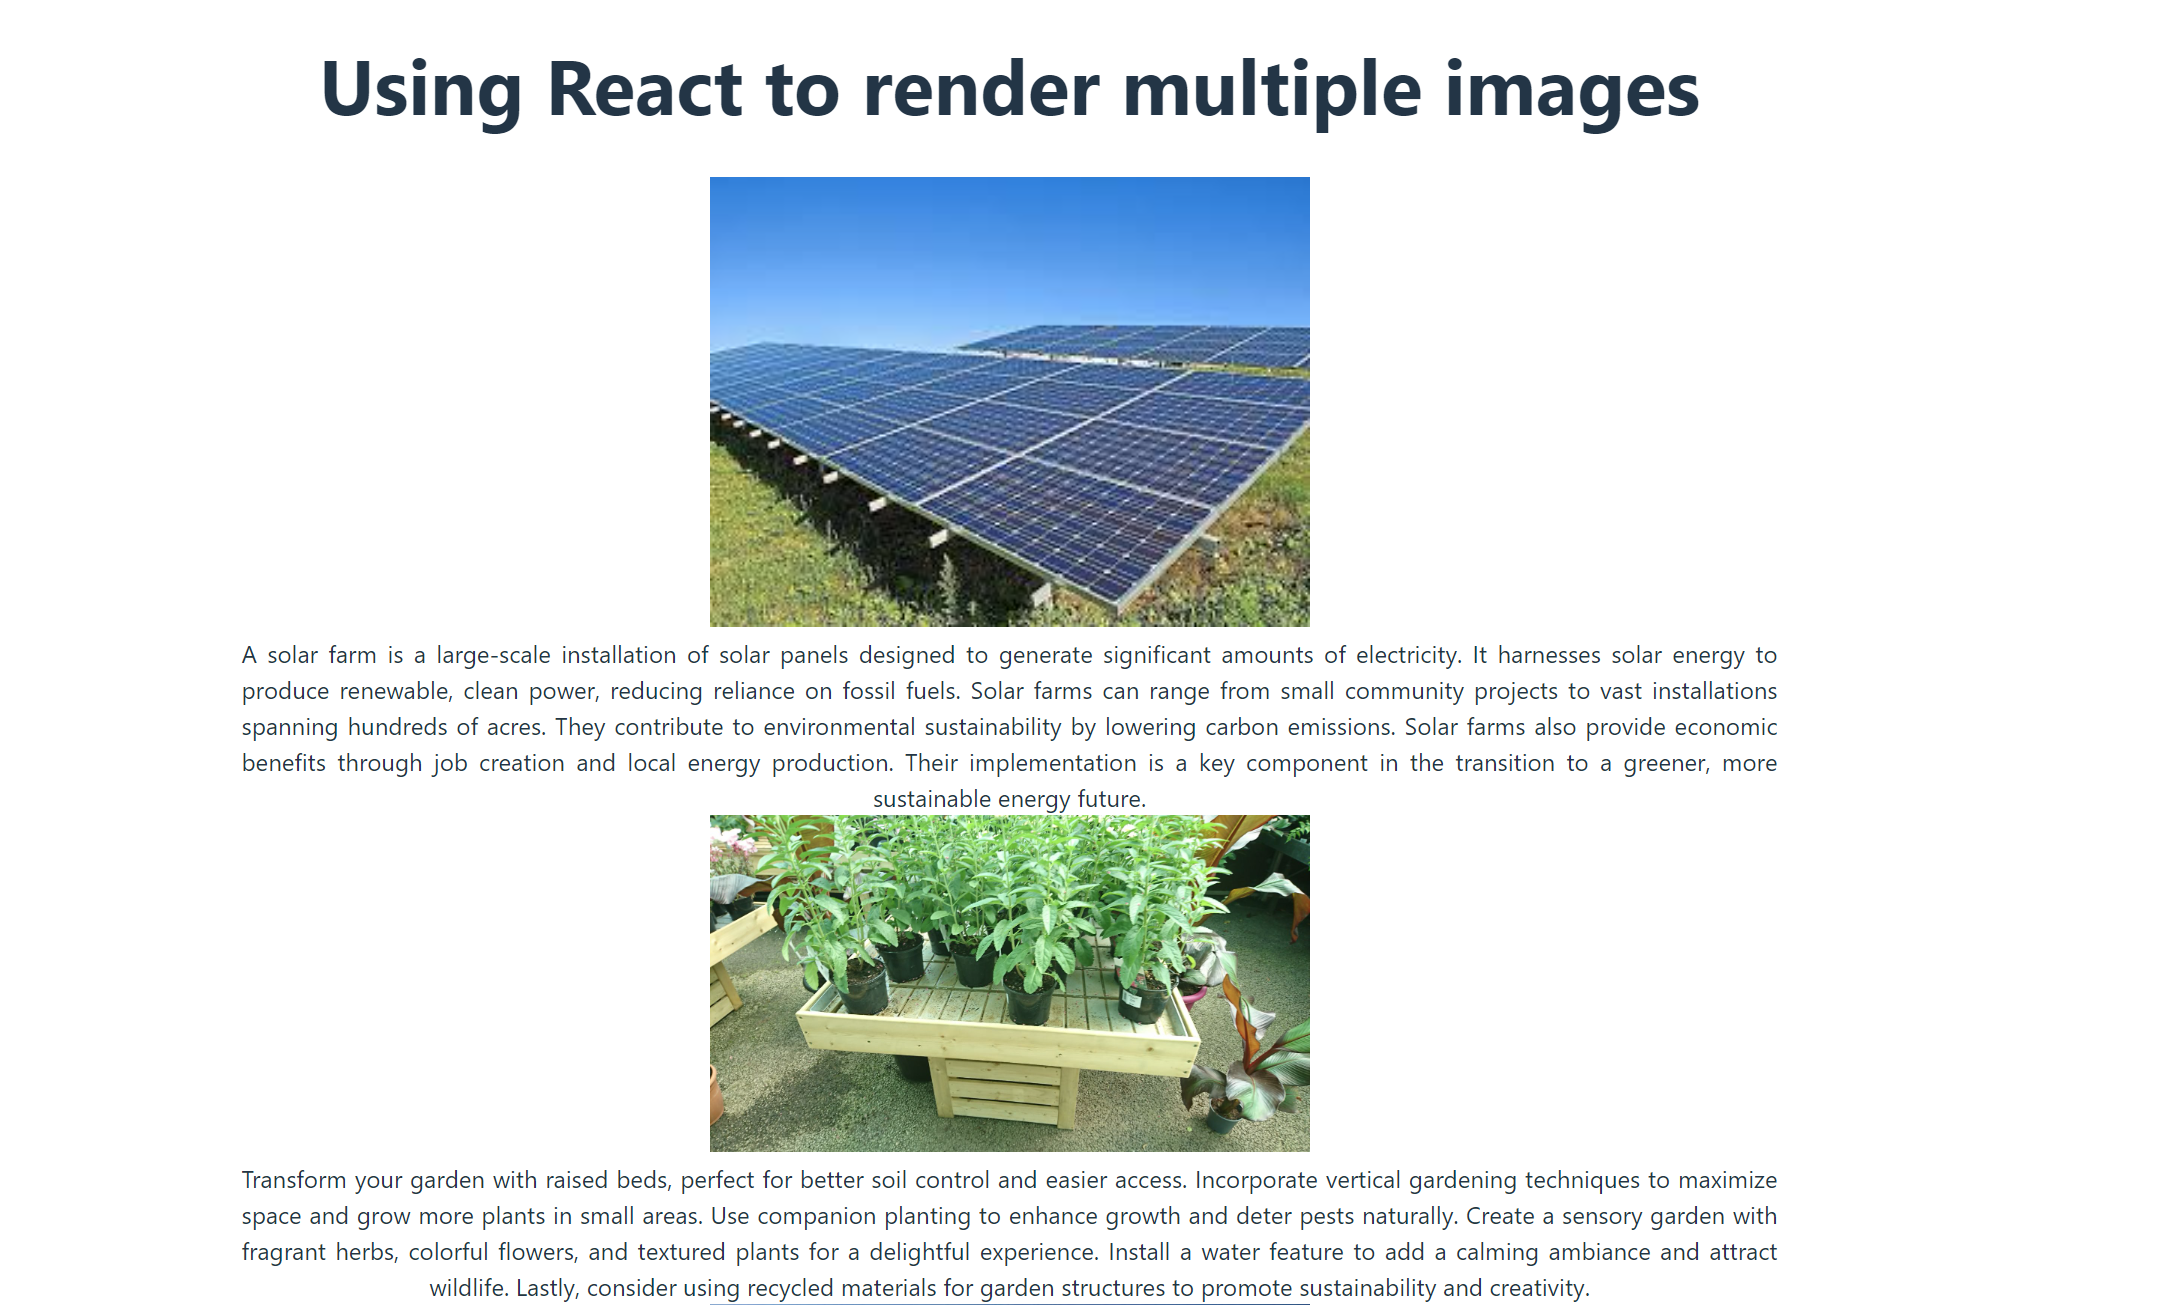 Using React to render multiple images
A solar farm is a large-scale installation of solar panels designed to generate significant amounts of electricity. It harnesses solar energy to
produce renewable, clean power, reducing reliance on fossil fuels. Solar farms can range from small community projects to vast installations
spanning hundreds of acres. They contribute to environmental sustainability by lowering carbon emissions. Solar farms also provide economic
benefits through job creation and local energy production. Their implementation is a key component in the transition to a greener, more
sustainable energy future.
Transform your garden with raised beds, perfect for better soil control and easier access. Incorporate vertical gardening techniques to maximize
space and grow more plants in small areas. Use companion planting to enhance growth and deter pests naturally. Create a sensory garden with
fragrant herbs, colorful flowers, and textured plants for a delightful experience. Install a water feature to add a calming ambiance and attract
wildlife. Lastly, consider using recycled materials for garden structures to promote sustainability and creativity.